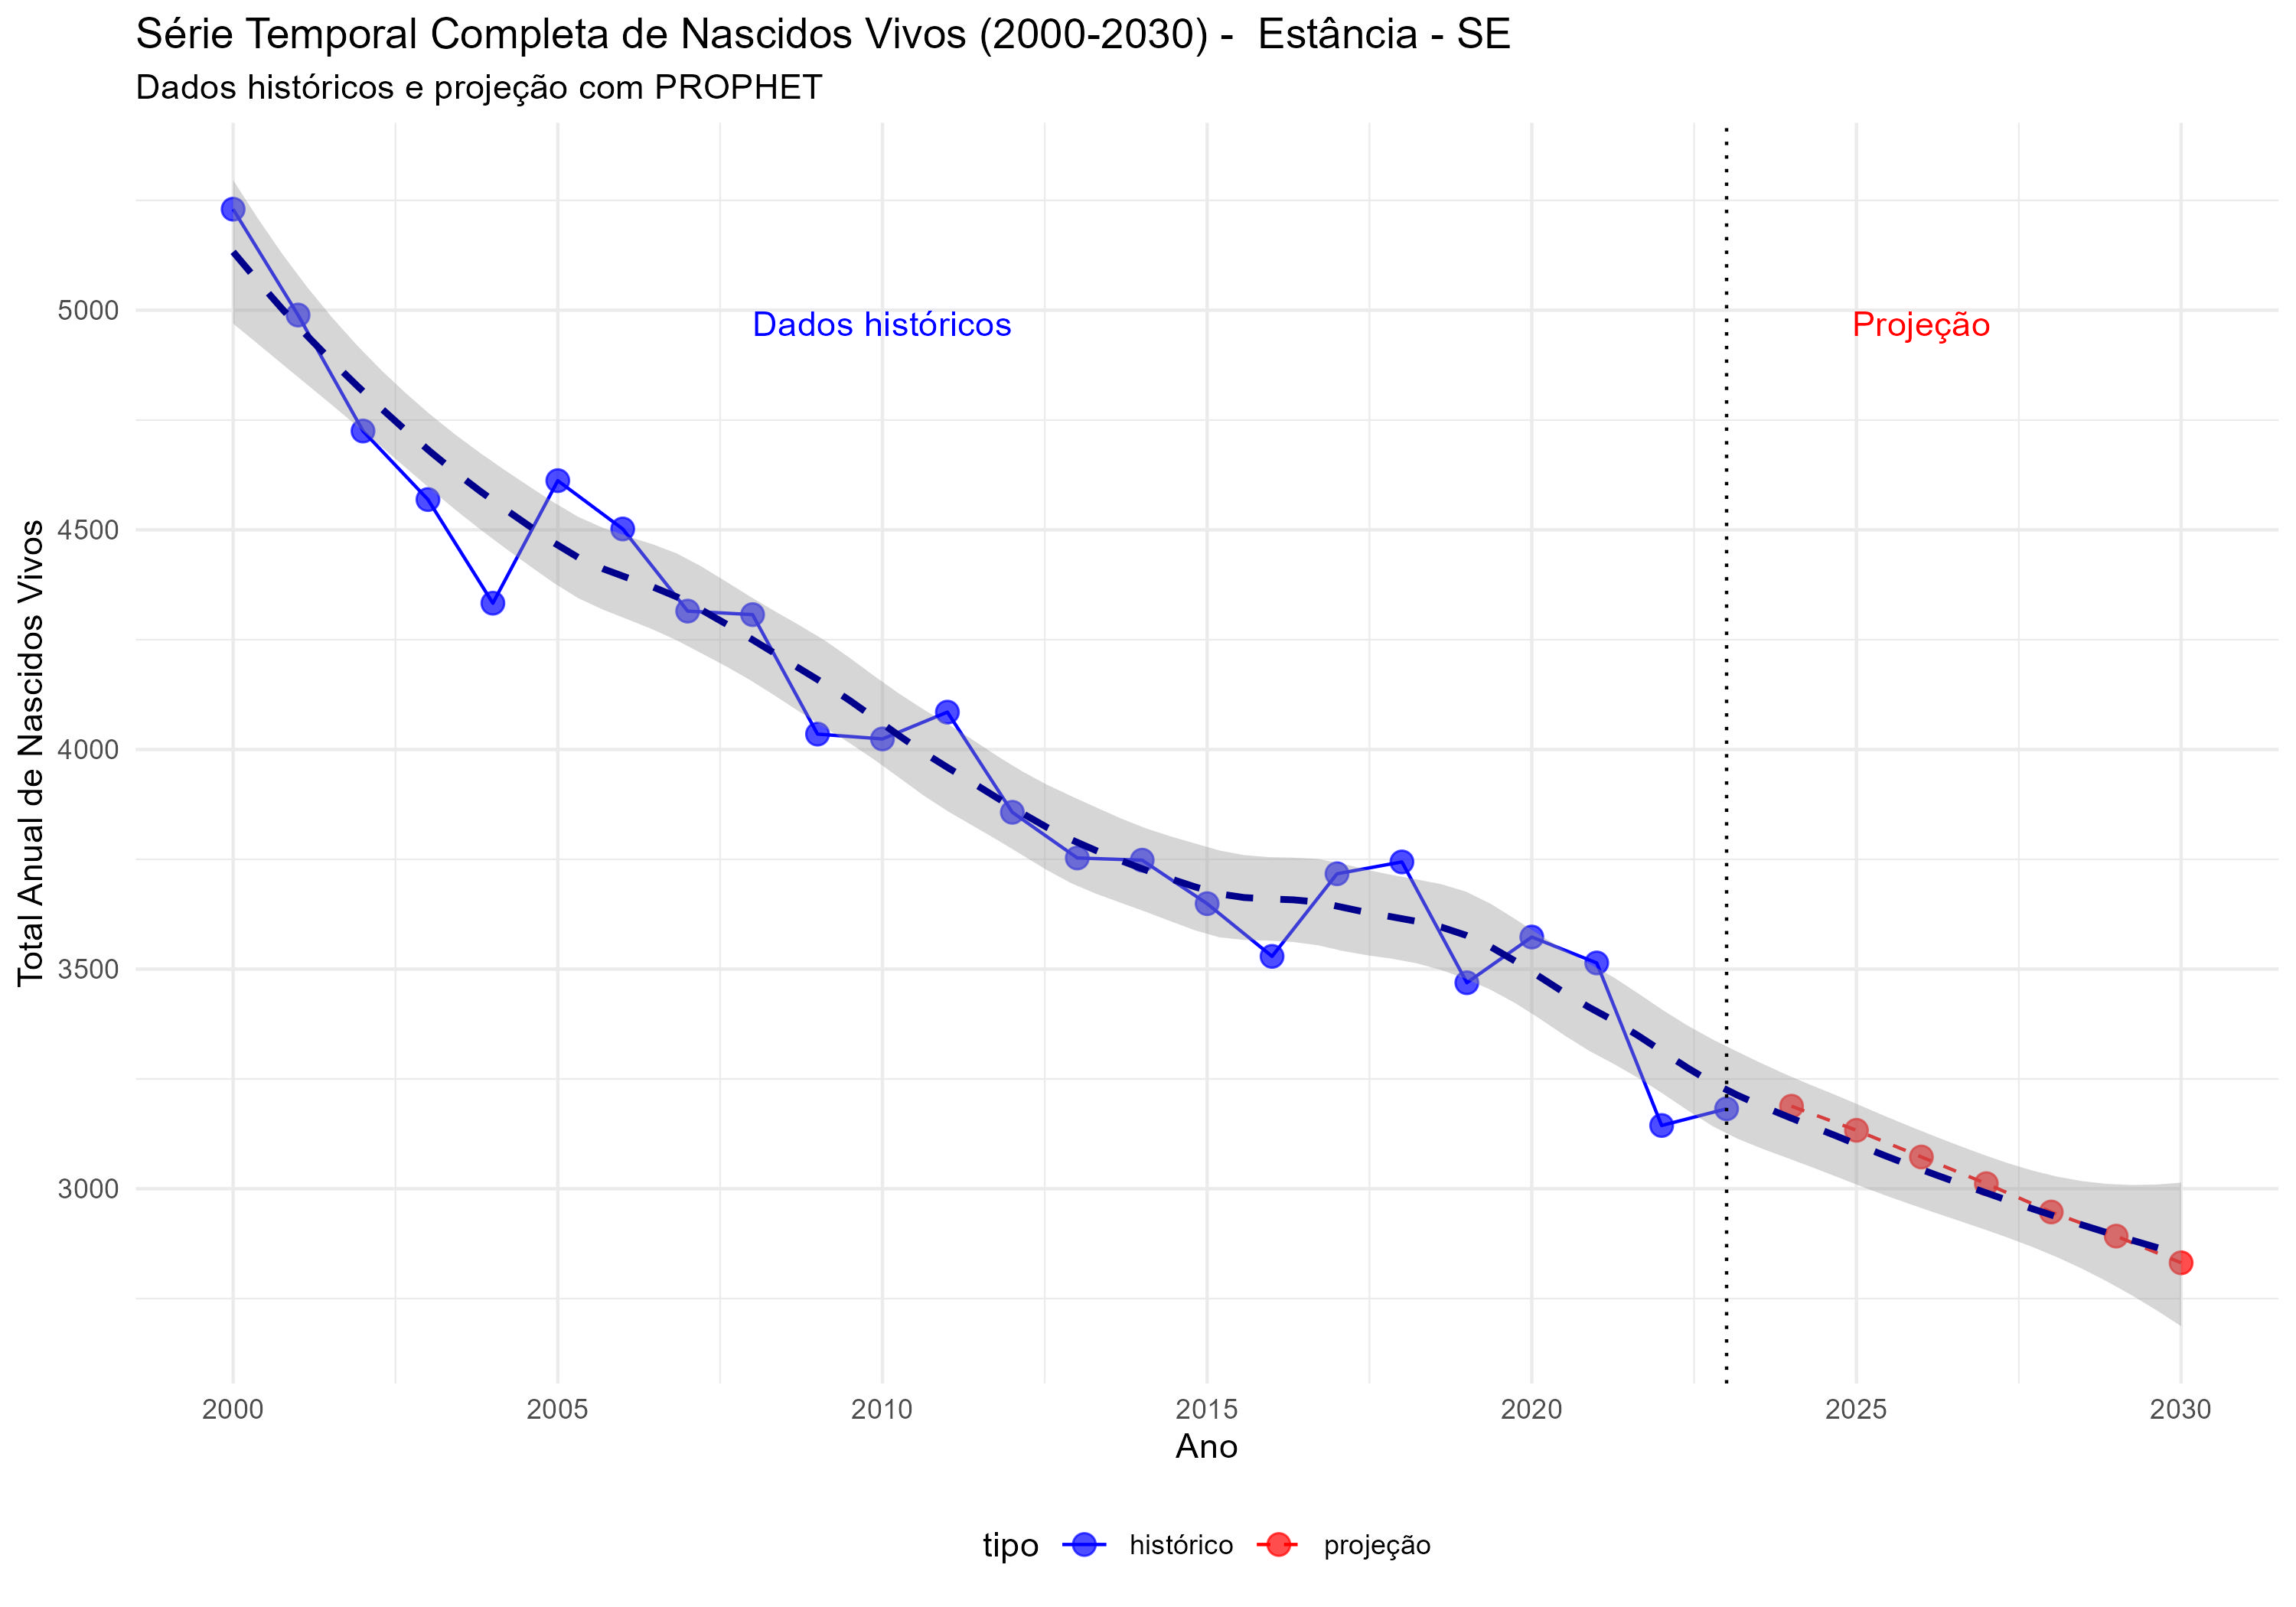 Série Temporal Completa de Nascidos Vivos (2000-2030) -  Estância - SE
Dados históricos e projeção com PROPHET
Total Anual de Nascidos Vivos
5000
4500
4000
3500
3000
Dados históricos
Projeção
2000
2005
2010
2015
2020
2025
2030
Ano
tipo
histórico
projeção